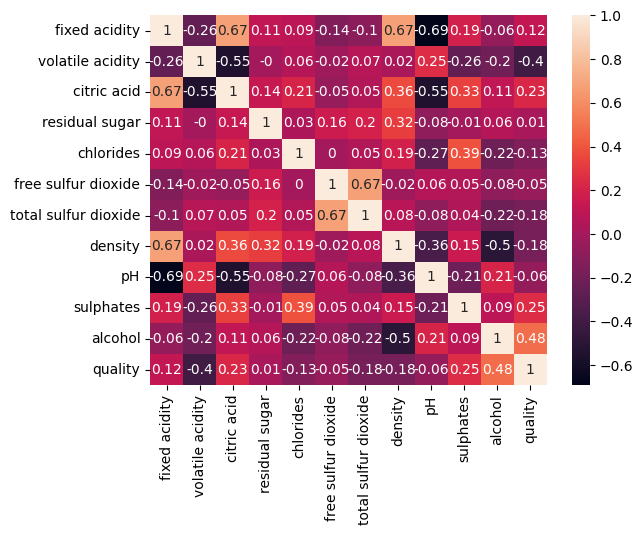 fixed acidity 1 -0.26 0.67 0.11 0.09 -0.14 -0.1 0.67 -0.69 0.19 -0.06 0.12
volatile acidity -0.26 1 -0.55 -0 0.06 -0.02 0.07 0.02 0.25 -0.26 -0.2 -0.4
citric acid 0.67 -0.55 1 0.14 0.21 -0.05 0.05 0.36 -0.55 0.33 0.11 0.23
residual sugar 0.11 -0 0.14 1 0.03 0.16 0.2 0.32 -0.08 -0.01 0.06 0.01
chlorides 0.09 0.06 0.21 0.03 1 0 0.05 0.19 -0.27 0.39 -0.22 -0.13
free sulfur dioxide -0.14 -0.02 -0.05 0.16 0 1 0.67 -0.02 0.06 0.05 -0.08 -0.05
total sulfur dioxide -0.1 0.07 0.05 0.2 0.05 0.67 1 0.08 -0.08 0.04 -0.22 -0.18
density 0.67 0.02 0.36 0.32 0.19 -0.02 0.08 1 -0.36 0.15 -0.5 -0.18
pH -0.69 0.25 -0.55 -0.08 -0.27 0.06 -0.08 -0.36 1 -0.21 0.21 -0.06
sulphates 0.19 -0.26 0.33 -0.01 0.39 0.05 0.04 0.15 -0.21 1 0.09 0.25
alcohol -0.06 -0.2 0.11 0.06 -0.22 -0.08 -0.22 -0.5 0.21 0.09 1 0.48
quality 0.12 -0.4 0.23 0.01 -0.13 -0.05 -0.18 -0.18 -0.06 0.25 0.48 1
fixed acidity
volatile acidity
citric acid
residual sugar
chlorides
free sulfur dioxide
total sulfur dioxide
density
pH
sulphates
alcohol
quality
1.0
0.8
0.6
0.4
0.2
0.0
−0.2
−0.4
−0.6